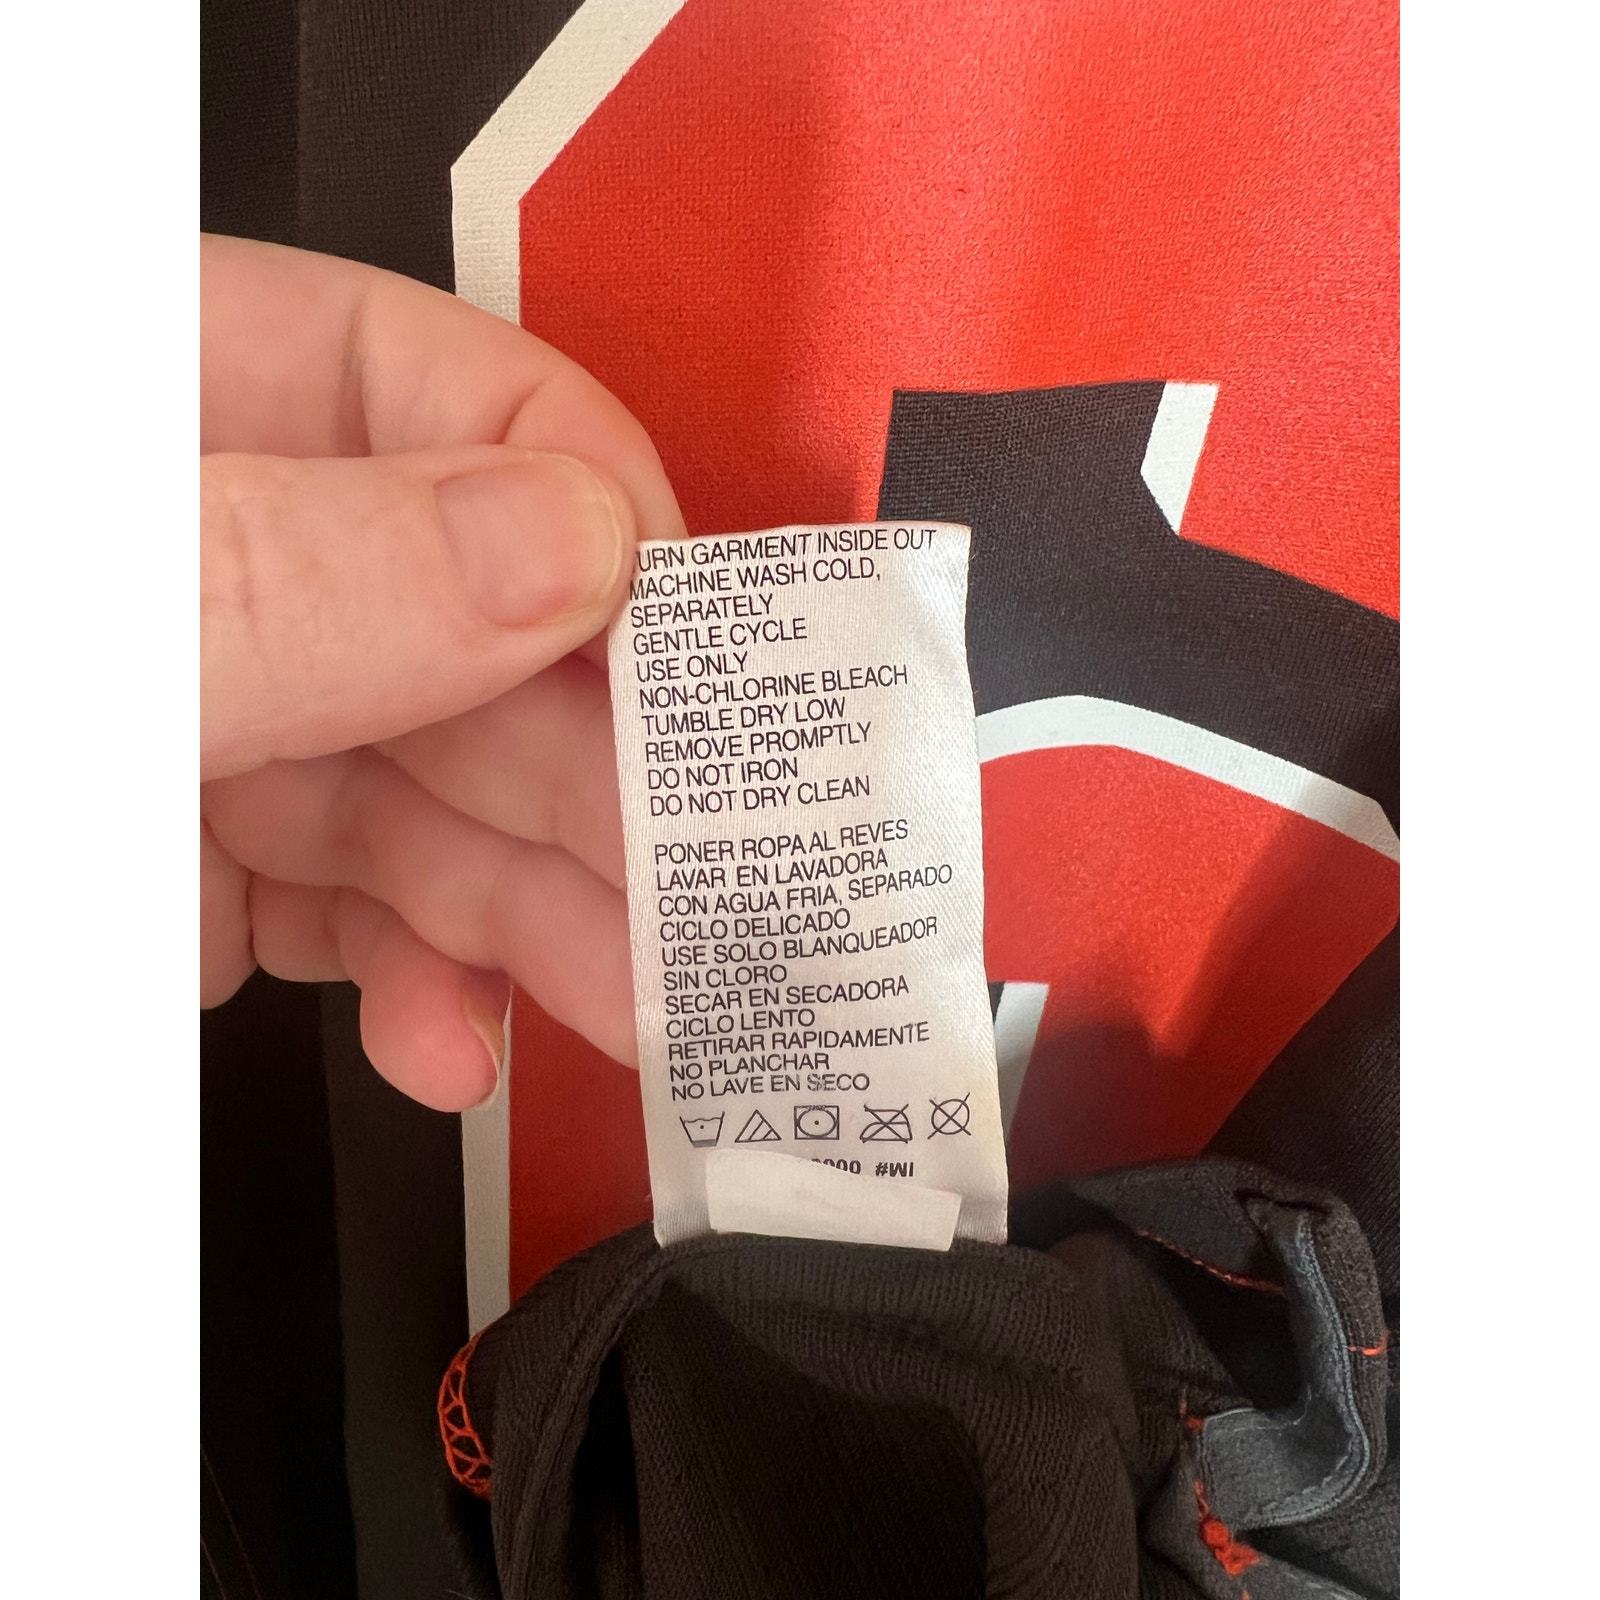 TURN GARMENT INSIDE OUT
MACHINE WASH COLD,
SEPARATELY
GENTLE CYCLE
USE ONLY
NON-CHLORINE BLEACH
TUMBLE DRY LOW
REMOVE PROMPTLY
DO NOT IRON
DO NOT DRY CLEAN
PONER ROPA AL REVES
LAVAR EN LAVADORA
CON AGUA FRIA, SEPARADO
CICLO DELICADO
USE SOLO BLANQUEADOR
SIN CLORO
SECAR EN SECADORA
CICLO LENTO
RETIRAR RAPIDAMENTE
NO PLANCHAR
NO LAVE EN SECO